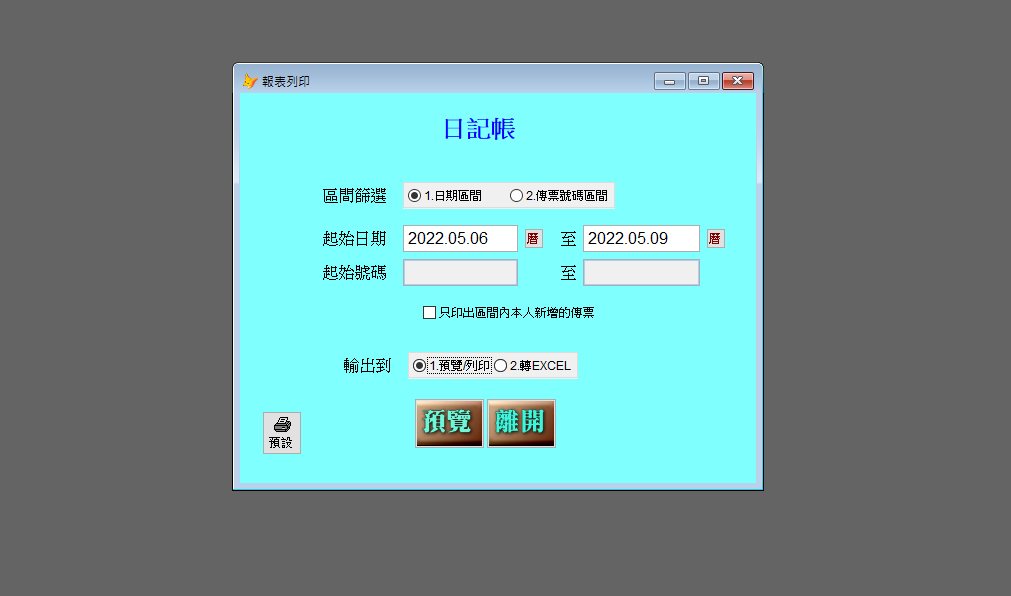 報表列印
日記帳
區間篩選 1.日期區間 2.傳票號碼區間
起始日期 2022.05.06 曆 至 2022.05.09 曆
起始號碼 至
只印出區間內本人新增的傳票
輸出到 1.預覽/列印 2.轉EXCEL
預覽 離開
預設